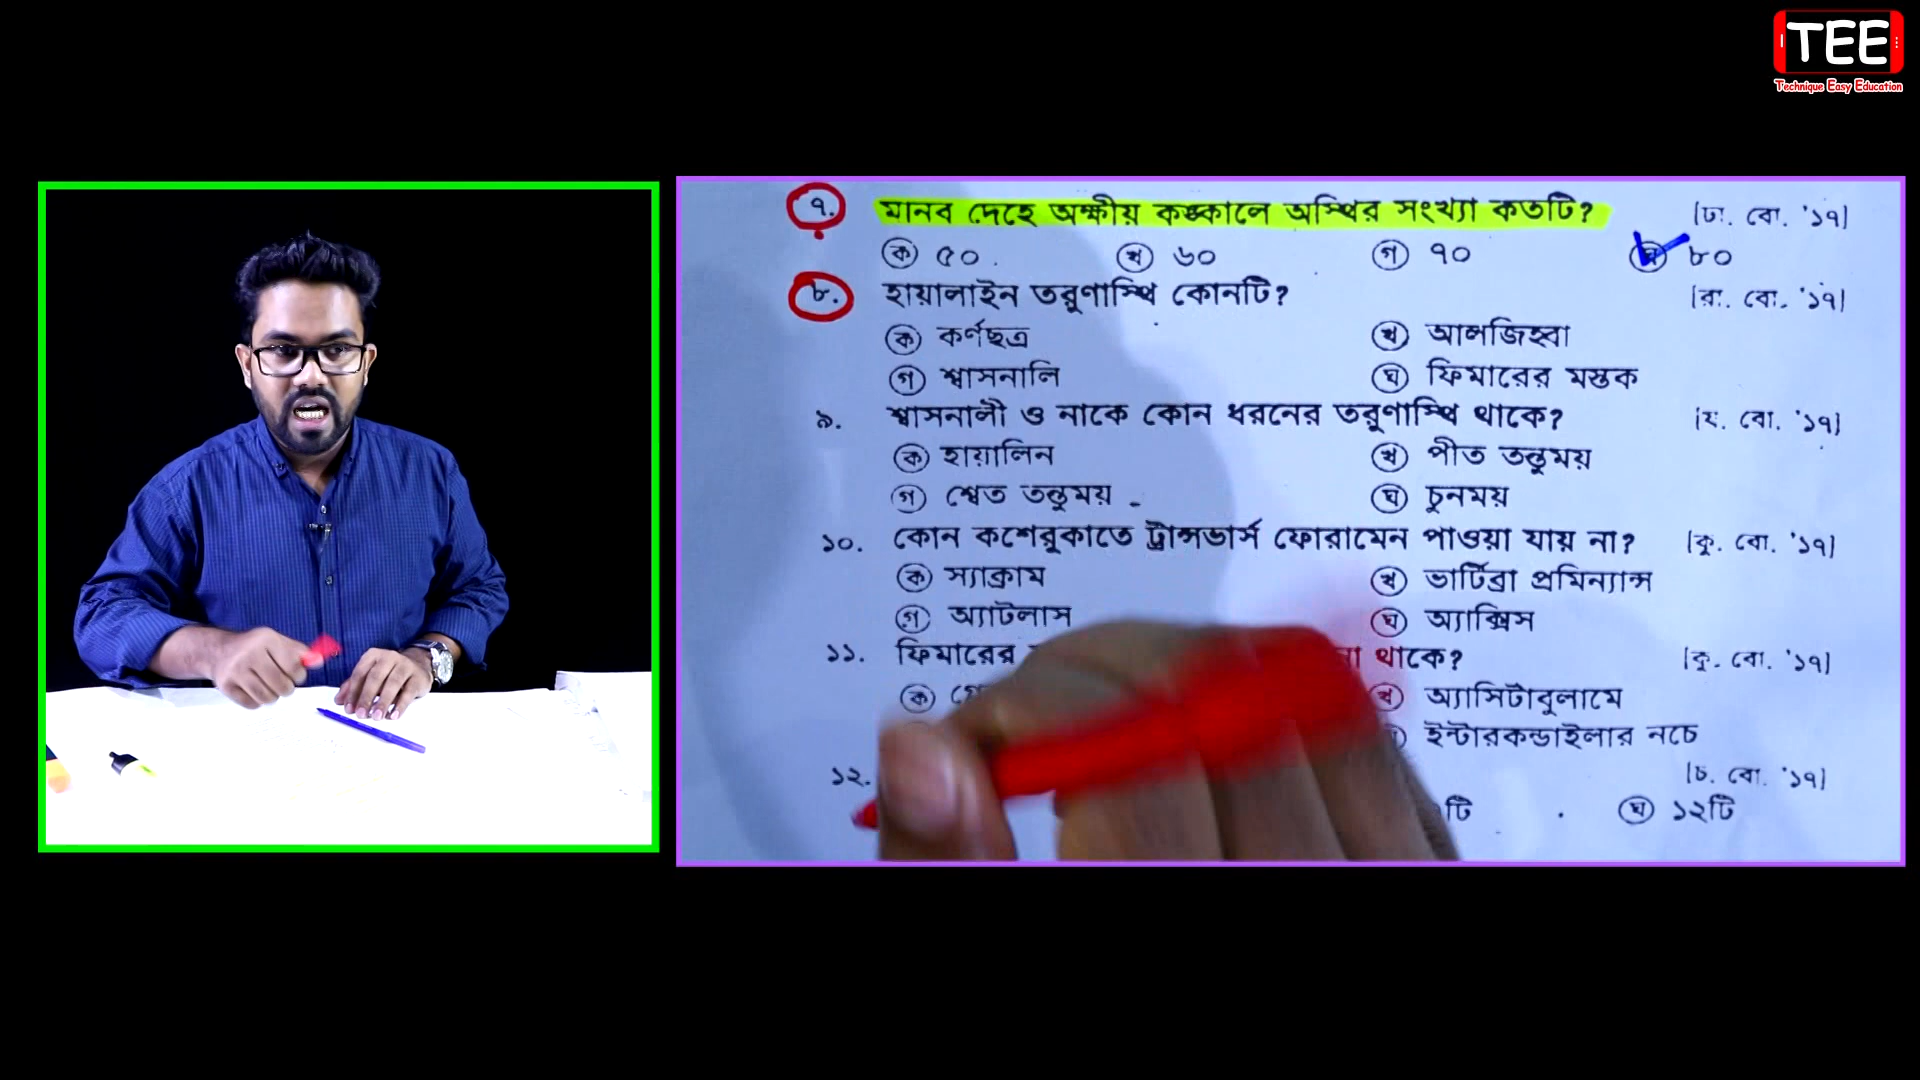 TEE
Technique Easy Education
৭. মানব দেহে অক্ষীয় কঙ্কালে অস্থির সংখ্যা কতটি? [ঢা. বো. '১৭]
ক ৫০ খ ৬০ গ ৭০ ঘ ৮০
৮. হায়ালাইন তরুণাস্থি কোনটি? [রা. বো. '১৭]
ক কর্ণছত্র খ আলজিহ্বা
গ শ্বাসনালি ঘ ফিমারের মস্তক
৯. শ্বাসনালী ও নাকে কোন ধরনের তরুণাস্থি থাকে? [য. বো. '১৭]
ক হায়ালিন খ পীত তন্তুময়
গ শ্বেত তন্তুময় ঘ চুনময়
১০. কোন কশেরুকাতে ট্রান্সভার্স ফোরামেন পাওয়া যায় না? [কু. বো. '১৭]
ক স্যাক্রাম খ ভার্টিব্রা প্রমিন্যান্স
গ অ্যাটলাস ঘ অ্যাক্সিস
১১. ফিমারের থাকে? [কু. বো. '১৭]
ক খ অ্যাসিটাবুলামে
ইন্টারকন্ডাইলার নচে
১২. [চ. বো. '১৭]
টি ঘ ১২টি